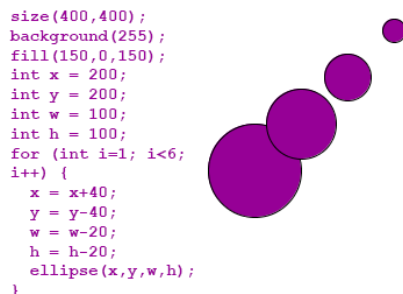 size(400,400);
background(255);
fill(150,0,150);
int x = 200;
int y = 200;
int w = 100;
int h = 100;
for (int i=1; i<6;
i++) {
  x = x+40;
  y = y-40;
  w = w-20;
  h = h-20;
  ellipse(x,y,w,h);
}